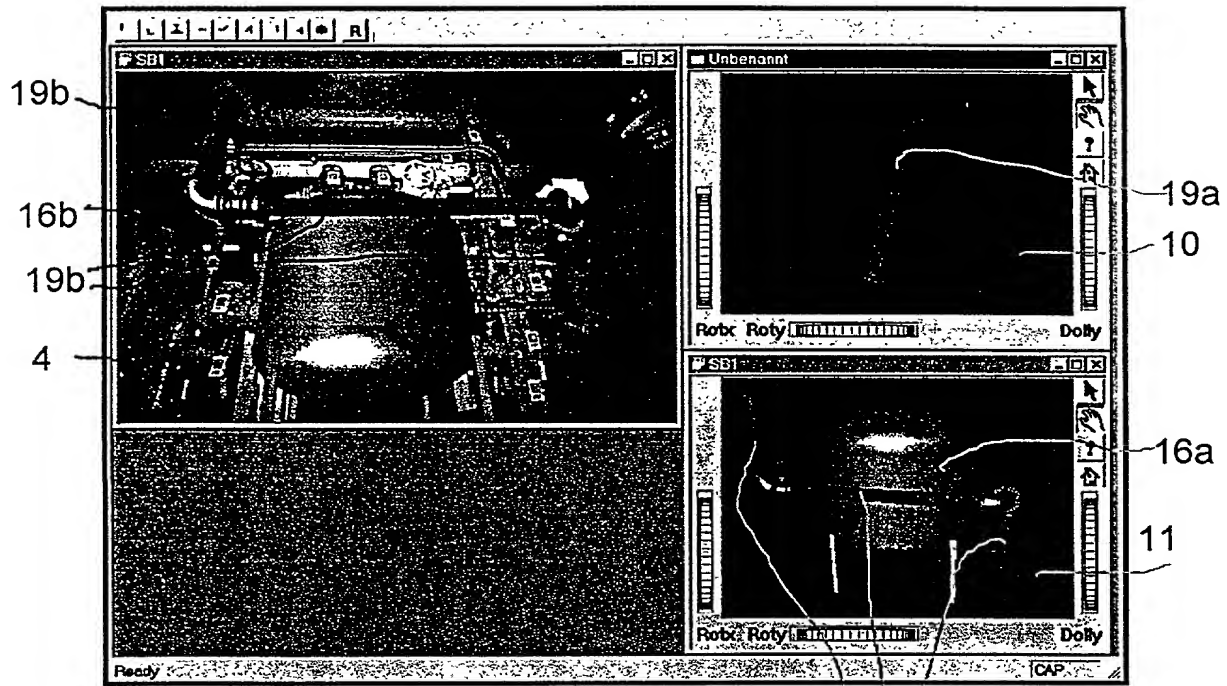 R
SB1
Unbenannt
19b
?
19a
16b
10
19b
Rotx Roty Dolly
4
SB1
?
16a
11
Rotx Roty Dolly
Ready CAP